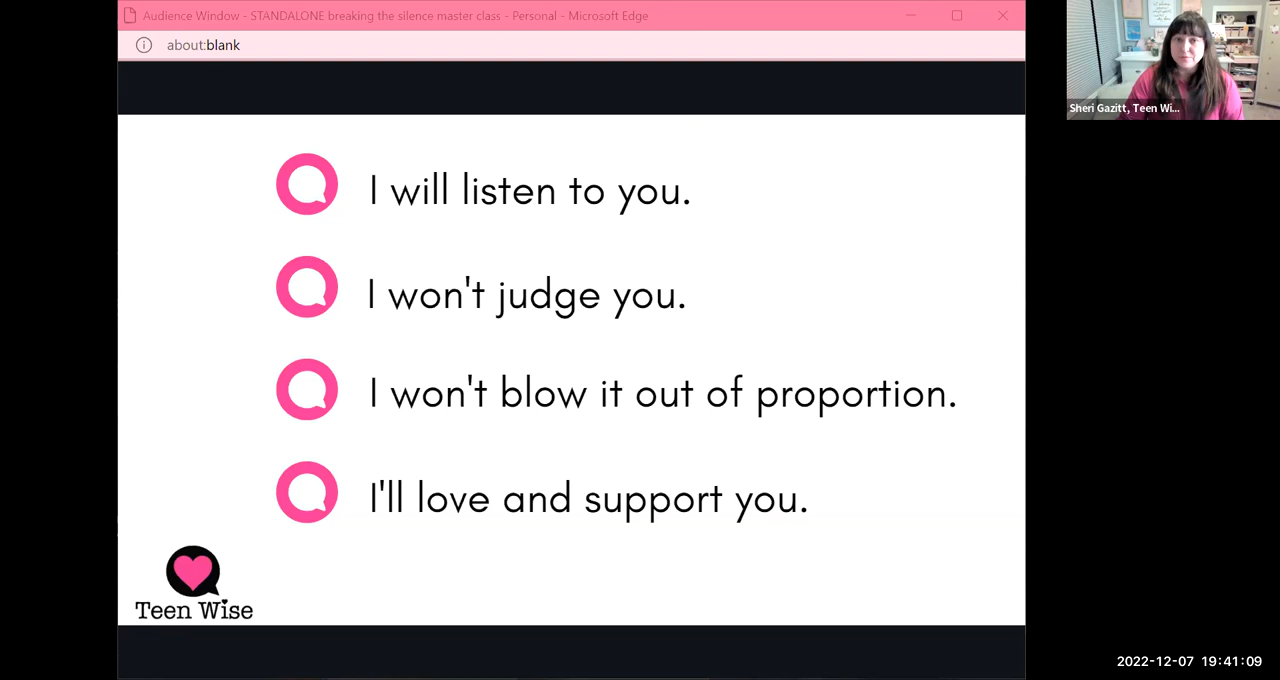 Audience Window - STANDALONE breaking the silence master class - Personal - Microsoft Edge
about:blank
I will listen to you.
I won't judge you.
I won't blow it out of proportion.
I'll love and support you.
Teen Wise
Sheri Gazitt, Teen Wi...
2022-12-07 19:41:09